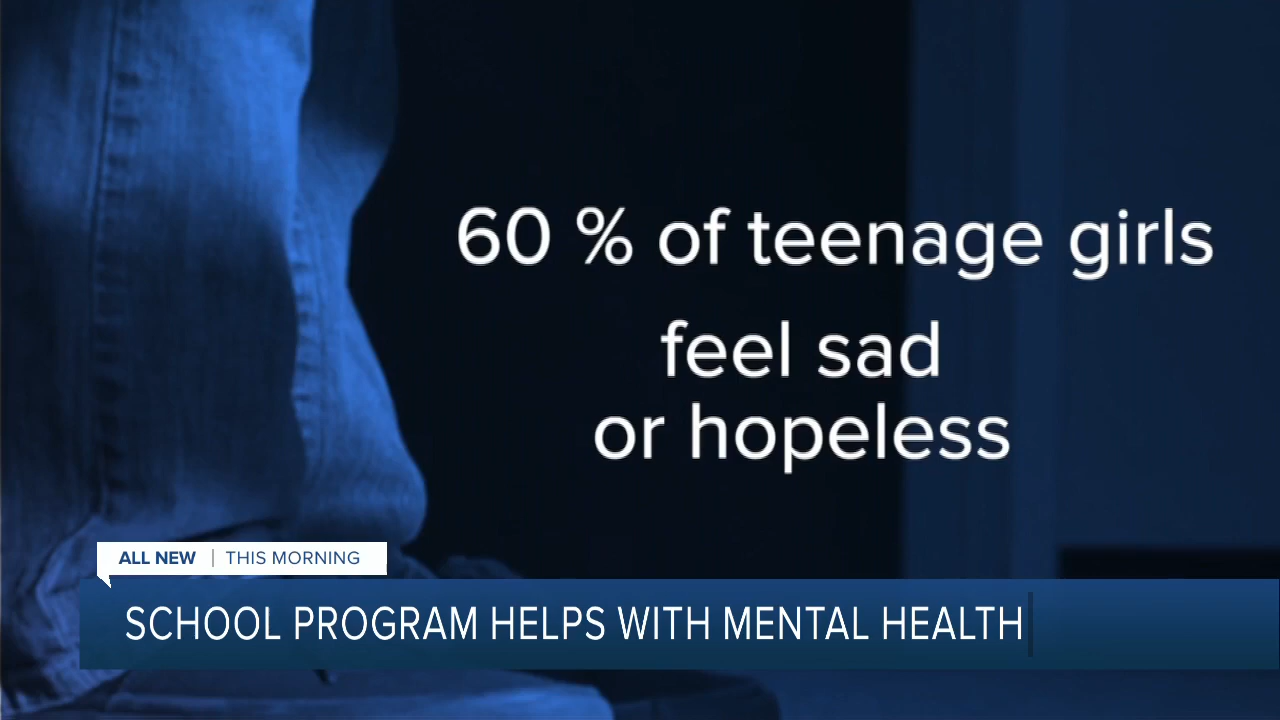 60 % of teenage girls
feel sad
or hopeless
ALL NEW | THIS MORNING
SCHOOL PROGRAM HELPS WITH MENTAL HEALTH